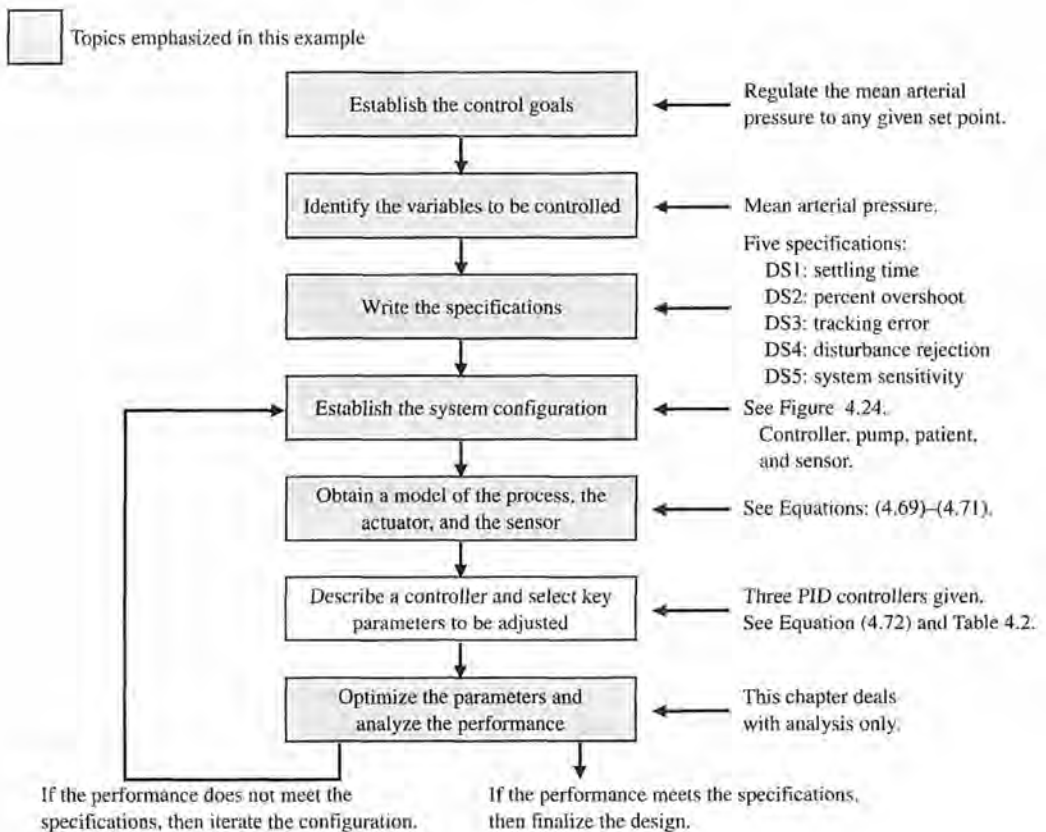 Topics emphasized in this example
Establish the control goals
Regulate the mean arterial
pressure to any given set point.
Identify the variables to be controlled
Mean arterial pressure.
Write the specifications
Five specifications:
DS1: settling time
DS2: percent overshoot
DS3: tracking error
DS4: disturbance rejection
DS5: system sensitivity
Establish the system configuration
See Figure 4.24.
Controller, pump, patient,
and sensor.
Obtain a model of the process, the
actuator, and the sensor
See Equations: (4.69)–(4.71).
Describe a controller and select key
parameters to be adjusted
Three PID controllers given.
See Equation (4.72) and Table 4.2.
Optimize the parameters and
analyze the performance
This chapter deals
with analysis only.
If the performance does not meet the
specifications, then iterate the configuration.
If the performance meets the specifications,
then finalize the design.